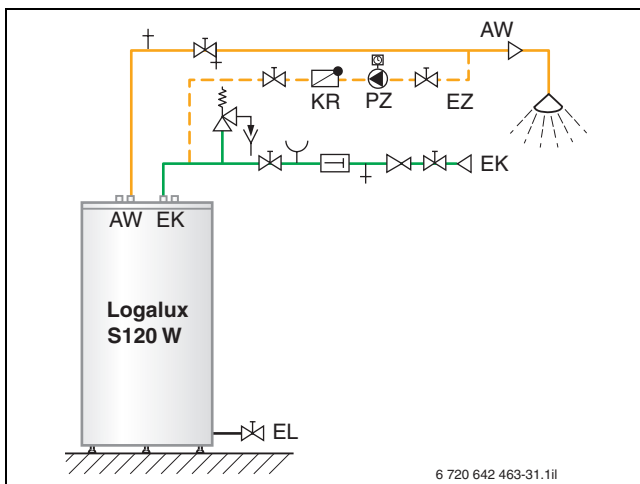 AW
KR PZ EZ
EK
AW EK
Logalux
S120 W
EL
6 720 642 463-31.1il